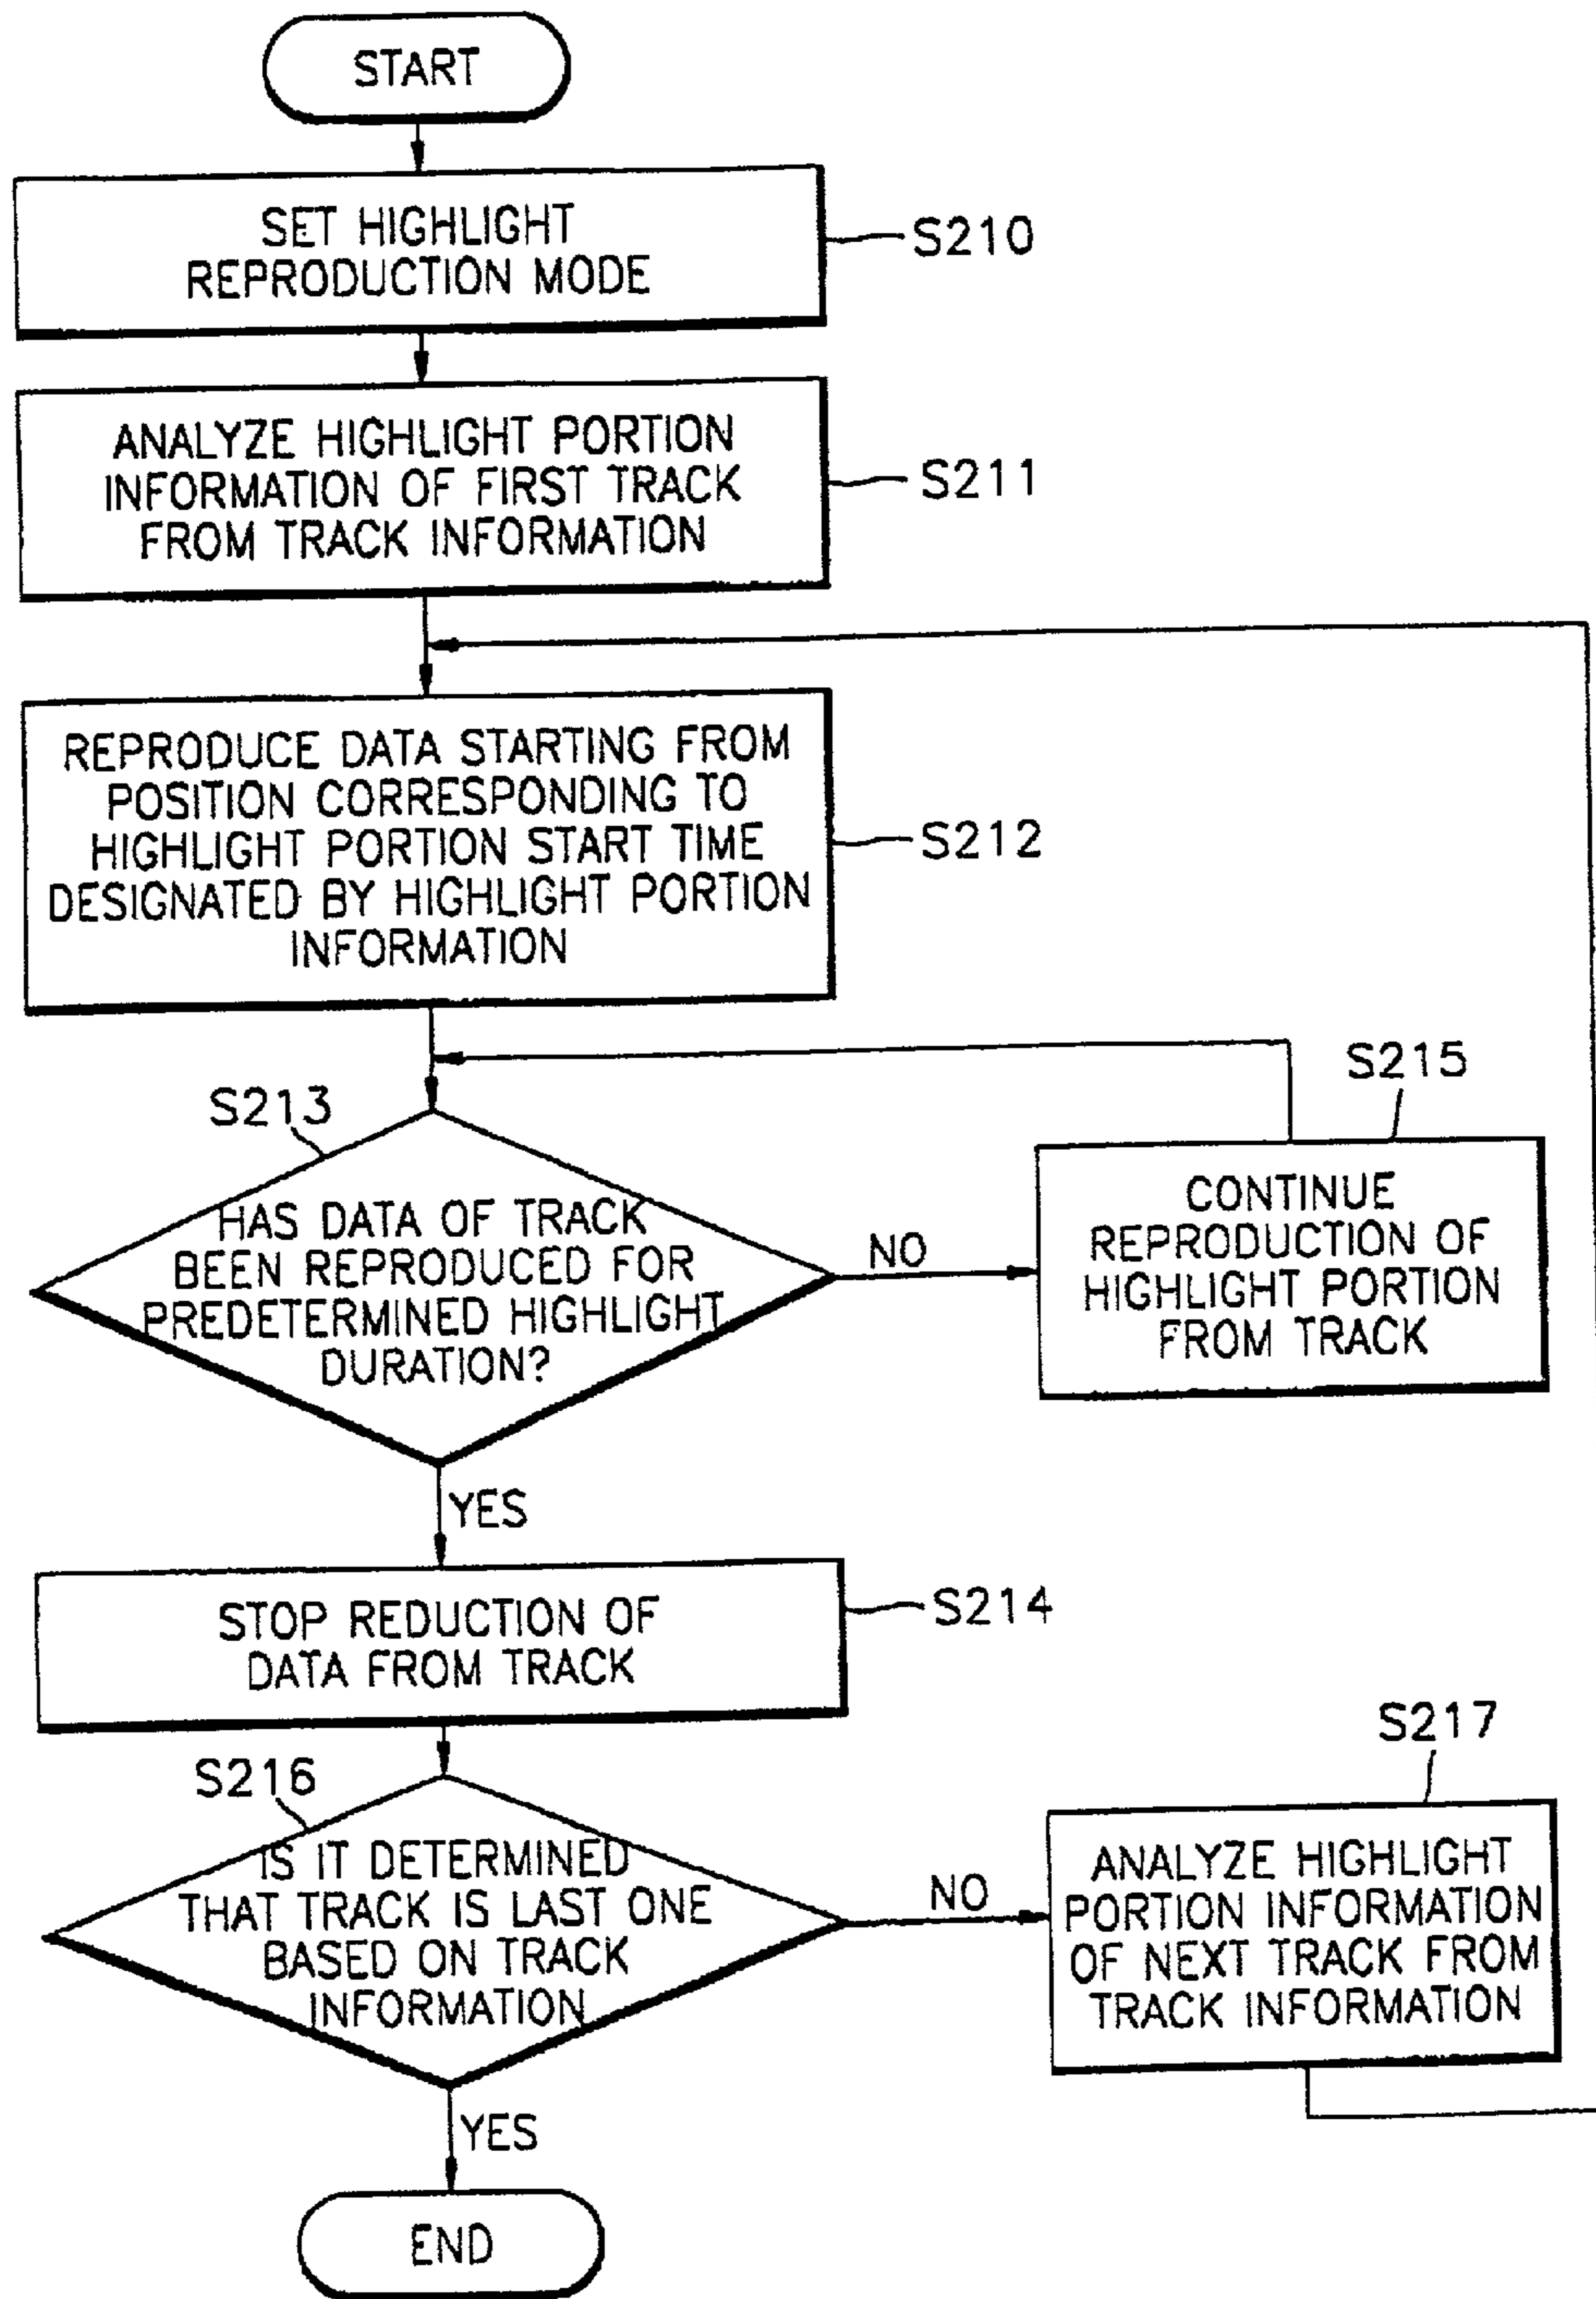 START
SET HIGHLIGHT
REPRODUCTION MODE
S210
ANALYZE HIGHLIGHT PORTION
INFORMATION OF FIRST TRACK
FROM TRACK INFORMATION
S211
REPRODUCE DATA STARTING FROM
POSITION CORRESPONDING TO
HIGHLIGHT PORTION START TIME
DESIGNATED BY HIGHLIGHT PORTION
INFORMATION
S212
S213
HAS DATA OF TRACK
BEEN REPRODUCED FOR
PREDETERMINED HIGHLIGHT
DURATION?
NO
S215
CONTINUE
REPRODUCTION OF
HIGHLIGHT PORTION
FROM TRACK
YES
STOP REDUCTION OF
DATA FROM TRACK
S214
S216
IS IT DETERMINED
THAT TRACK IS LAST ONE
BASED ON TRACK
INFORMATION
NO
S217
ANALYZE HIGHLIGHT
PORTION INFORMATION
OF NEXT TRACK FROM
TRACK INFORMATION
YES
END